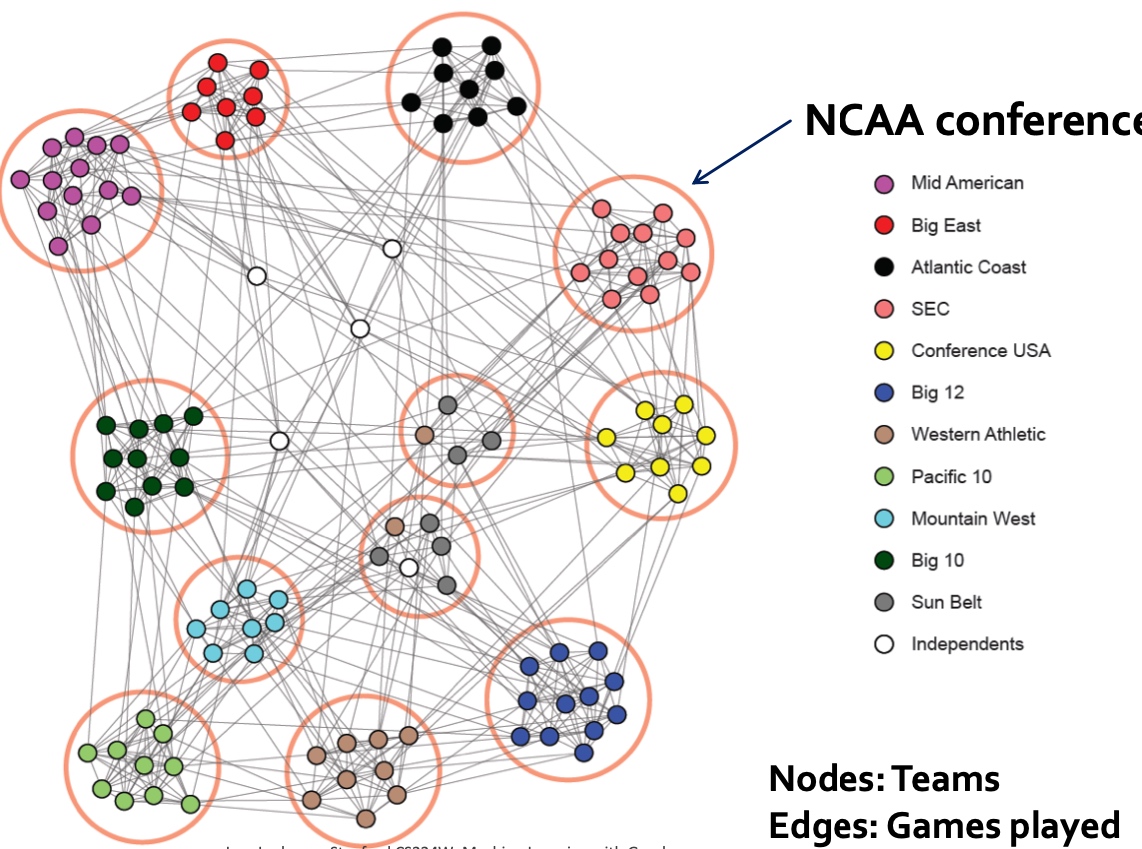 NCAA conference
Mid American
Big East
Atlantic Coast
SEC
Conference USA
Big 12
Western Athletic
Pacific 10
Mountain West
Big 10
Sun Belt
Independents
Nodes: Teams
Edges: Games played